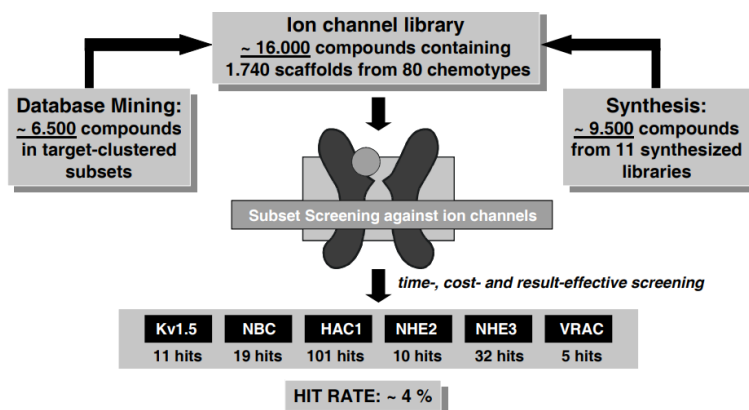 Ion channel library
~ 16.000 compounds containing
1.740 scaffolds from 80 chemotypes
Database Mining:
~ 6.500 compounds
in target-clustered
subsets
Synthesis:
~ 9.500 compounds
from 11 synthesized
libraries
Subset Screening against ion channels
time-, cost- and result-effective screening
Kv1.5 NBC HAC1 NHE2 NHE3 VRAC
11 hits 19 hits 101 hits 10 hits 32 hits 5 hits
HIT RATE: ~ 4 %